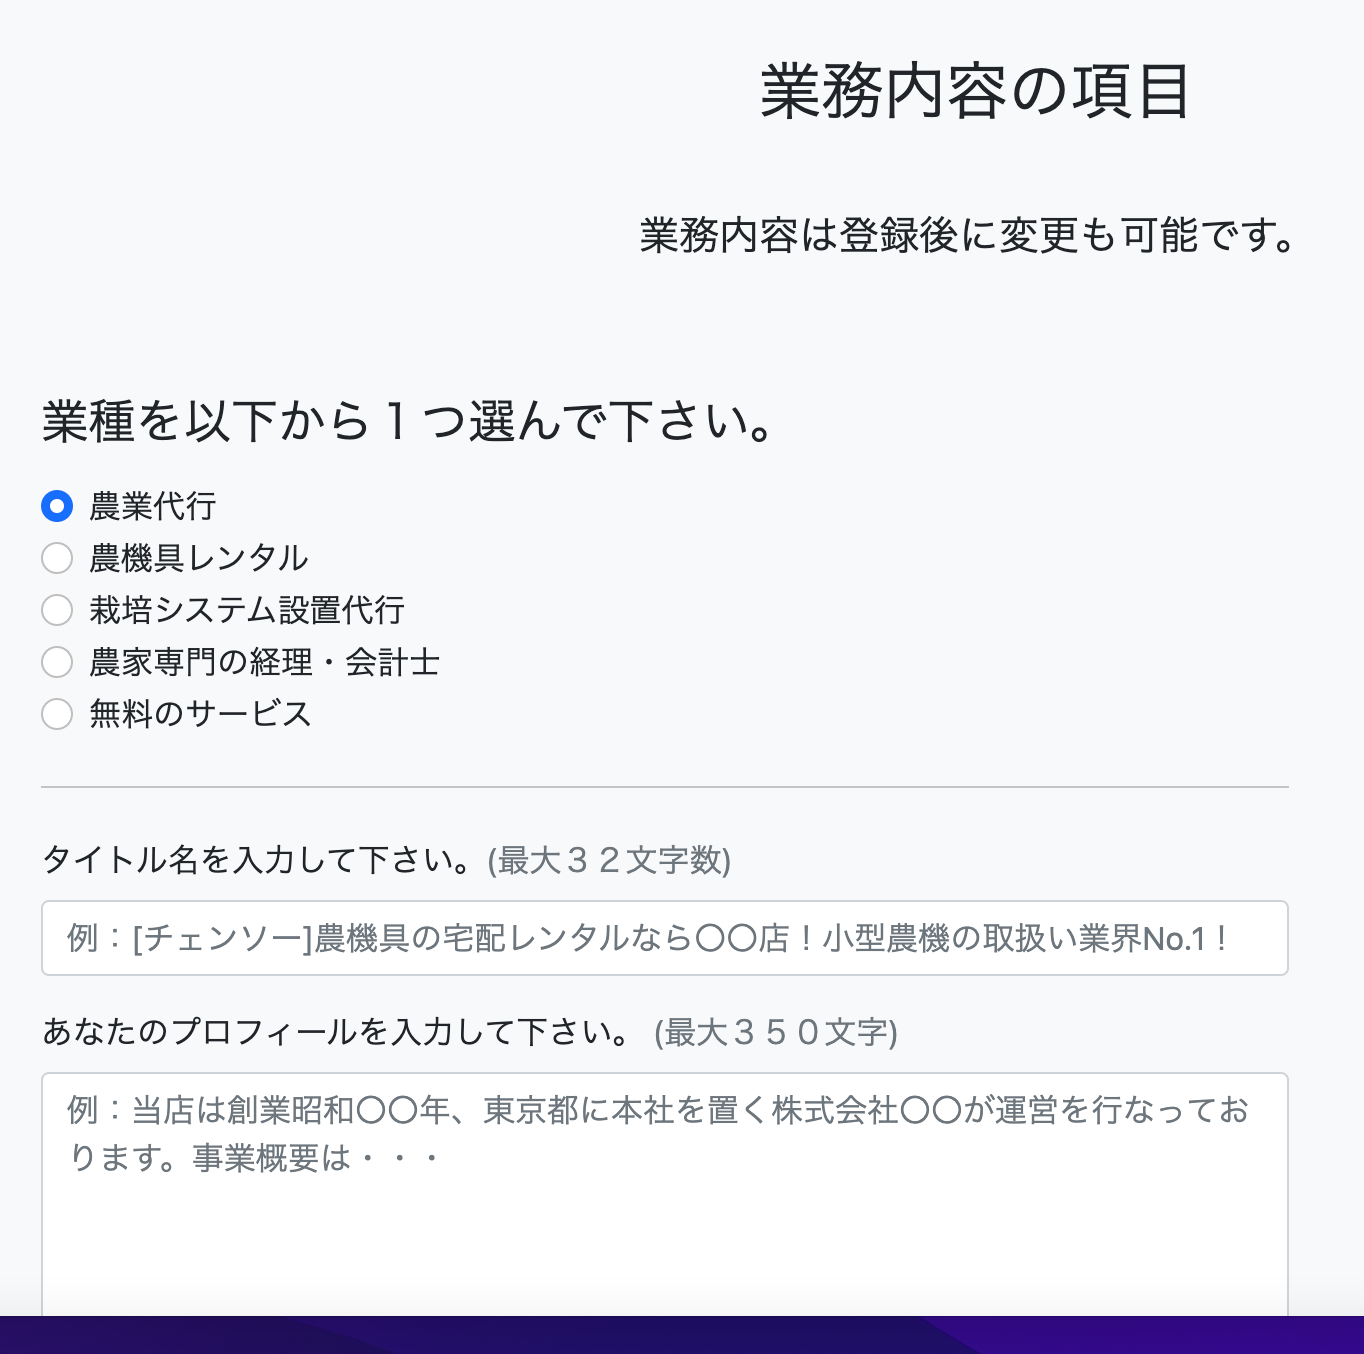 業務内容の項目
業務内容は登録後に変更も可能です。
業種を以下から１つ選んで下さい。
農業代行
農機具レンタル
栽培システム設置代行
農家専門の経理・会計士
無料のサービス
タイトル名を入力して下さい。(最大３２文字数)
例：[チェンソー]農機具の宅配レンタルなら〇〇店！小型農機の取扱い業界No.1！
あなたのプロフィールを入力して下さい。 (最大３５０文字)
例：当店は創業昭和〇〇年、東京都に本社を置く株式会社〇〇が運営を行なってお
ります。事業概要は・・・